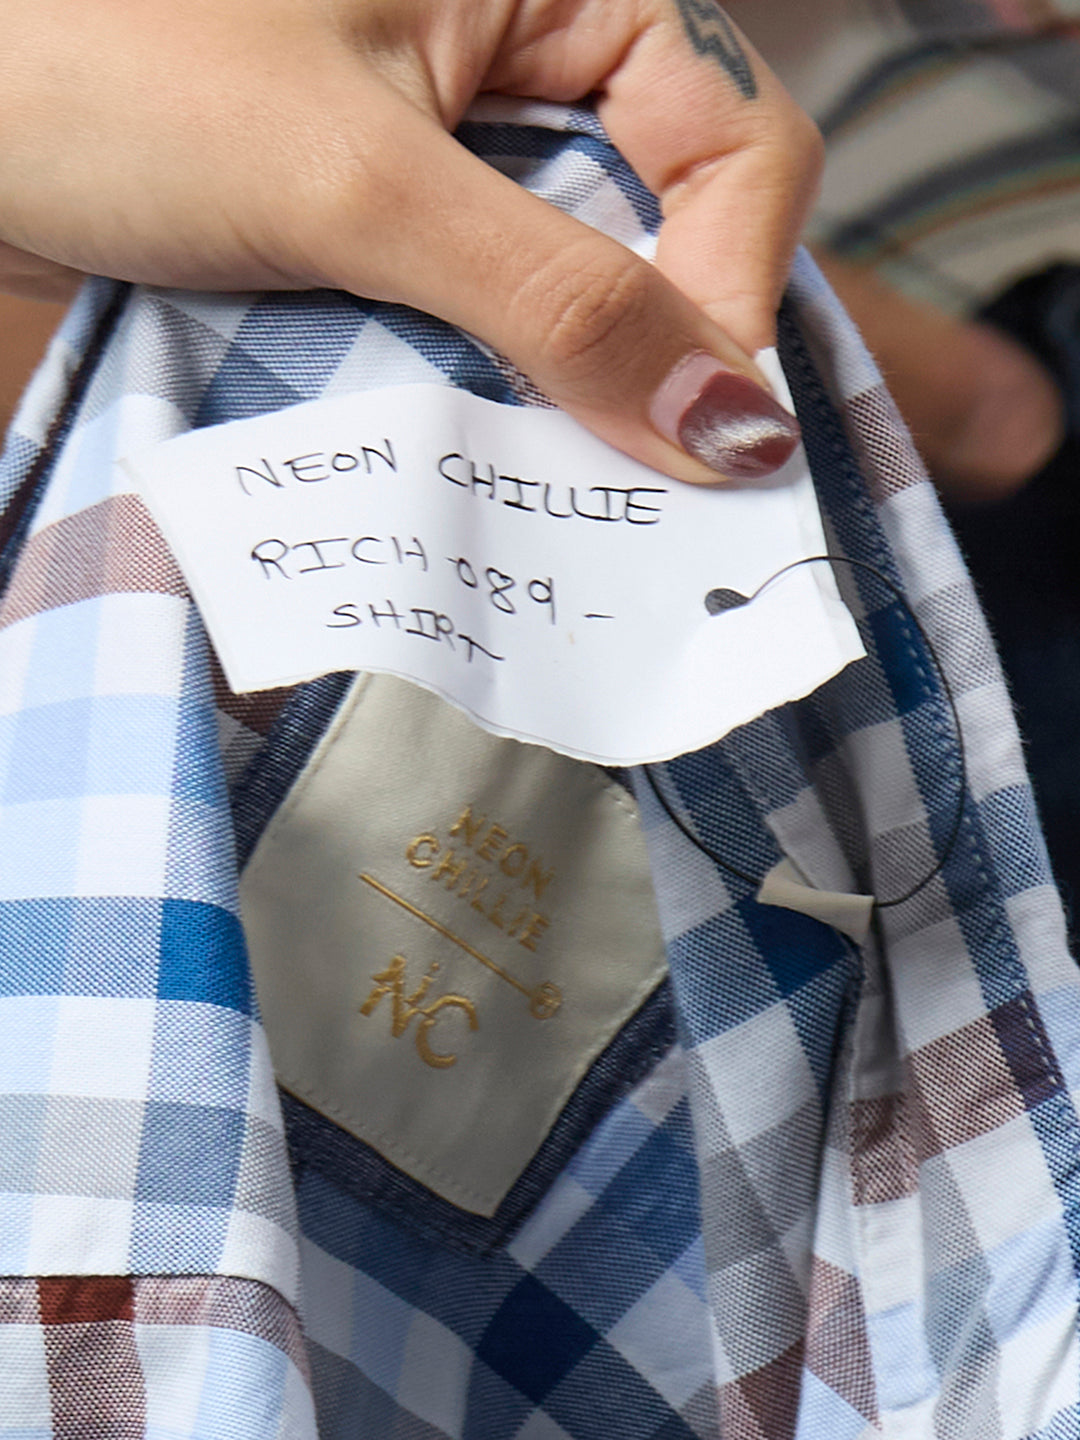 NEON CHILLIE
RICH-089-
SHIRT
NEON
CHILLIE
NC